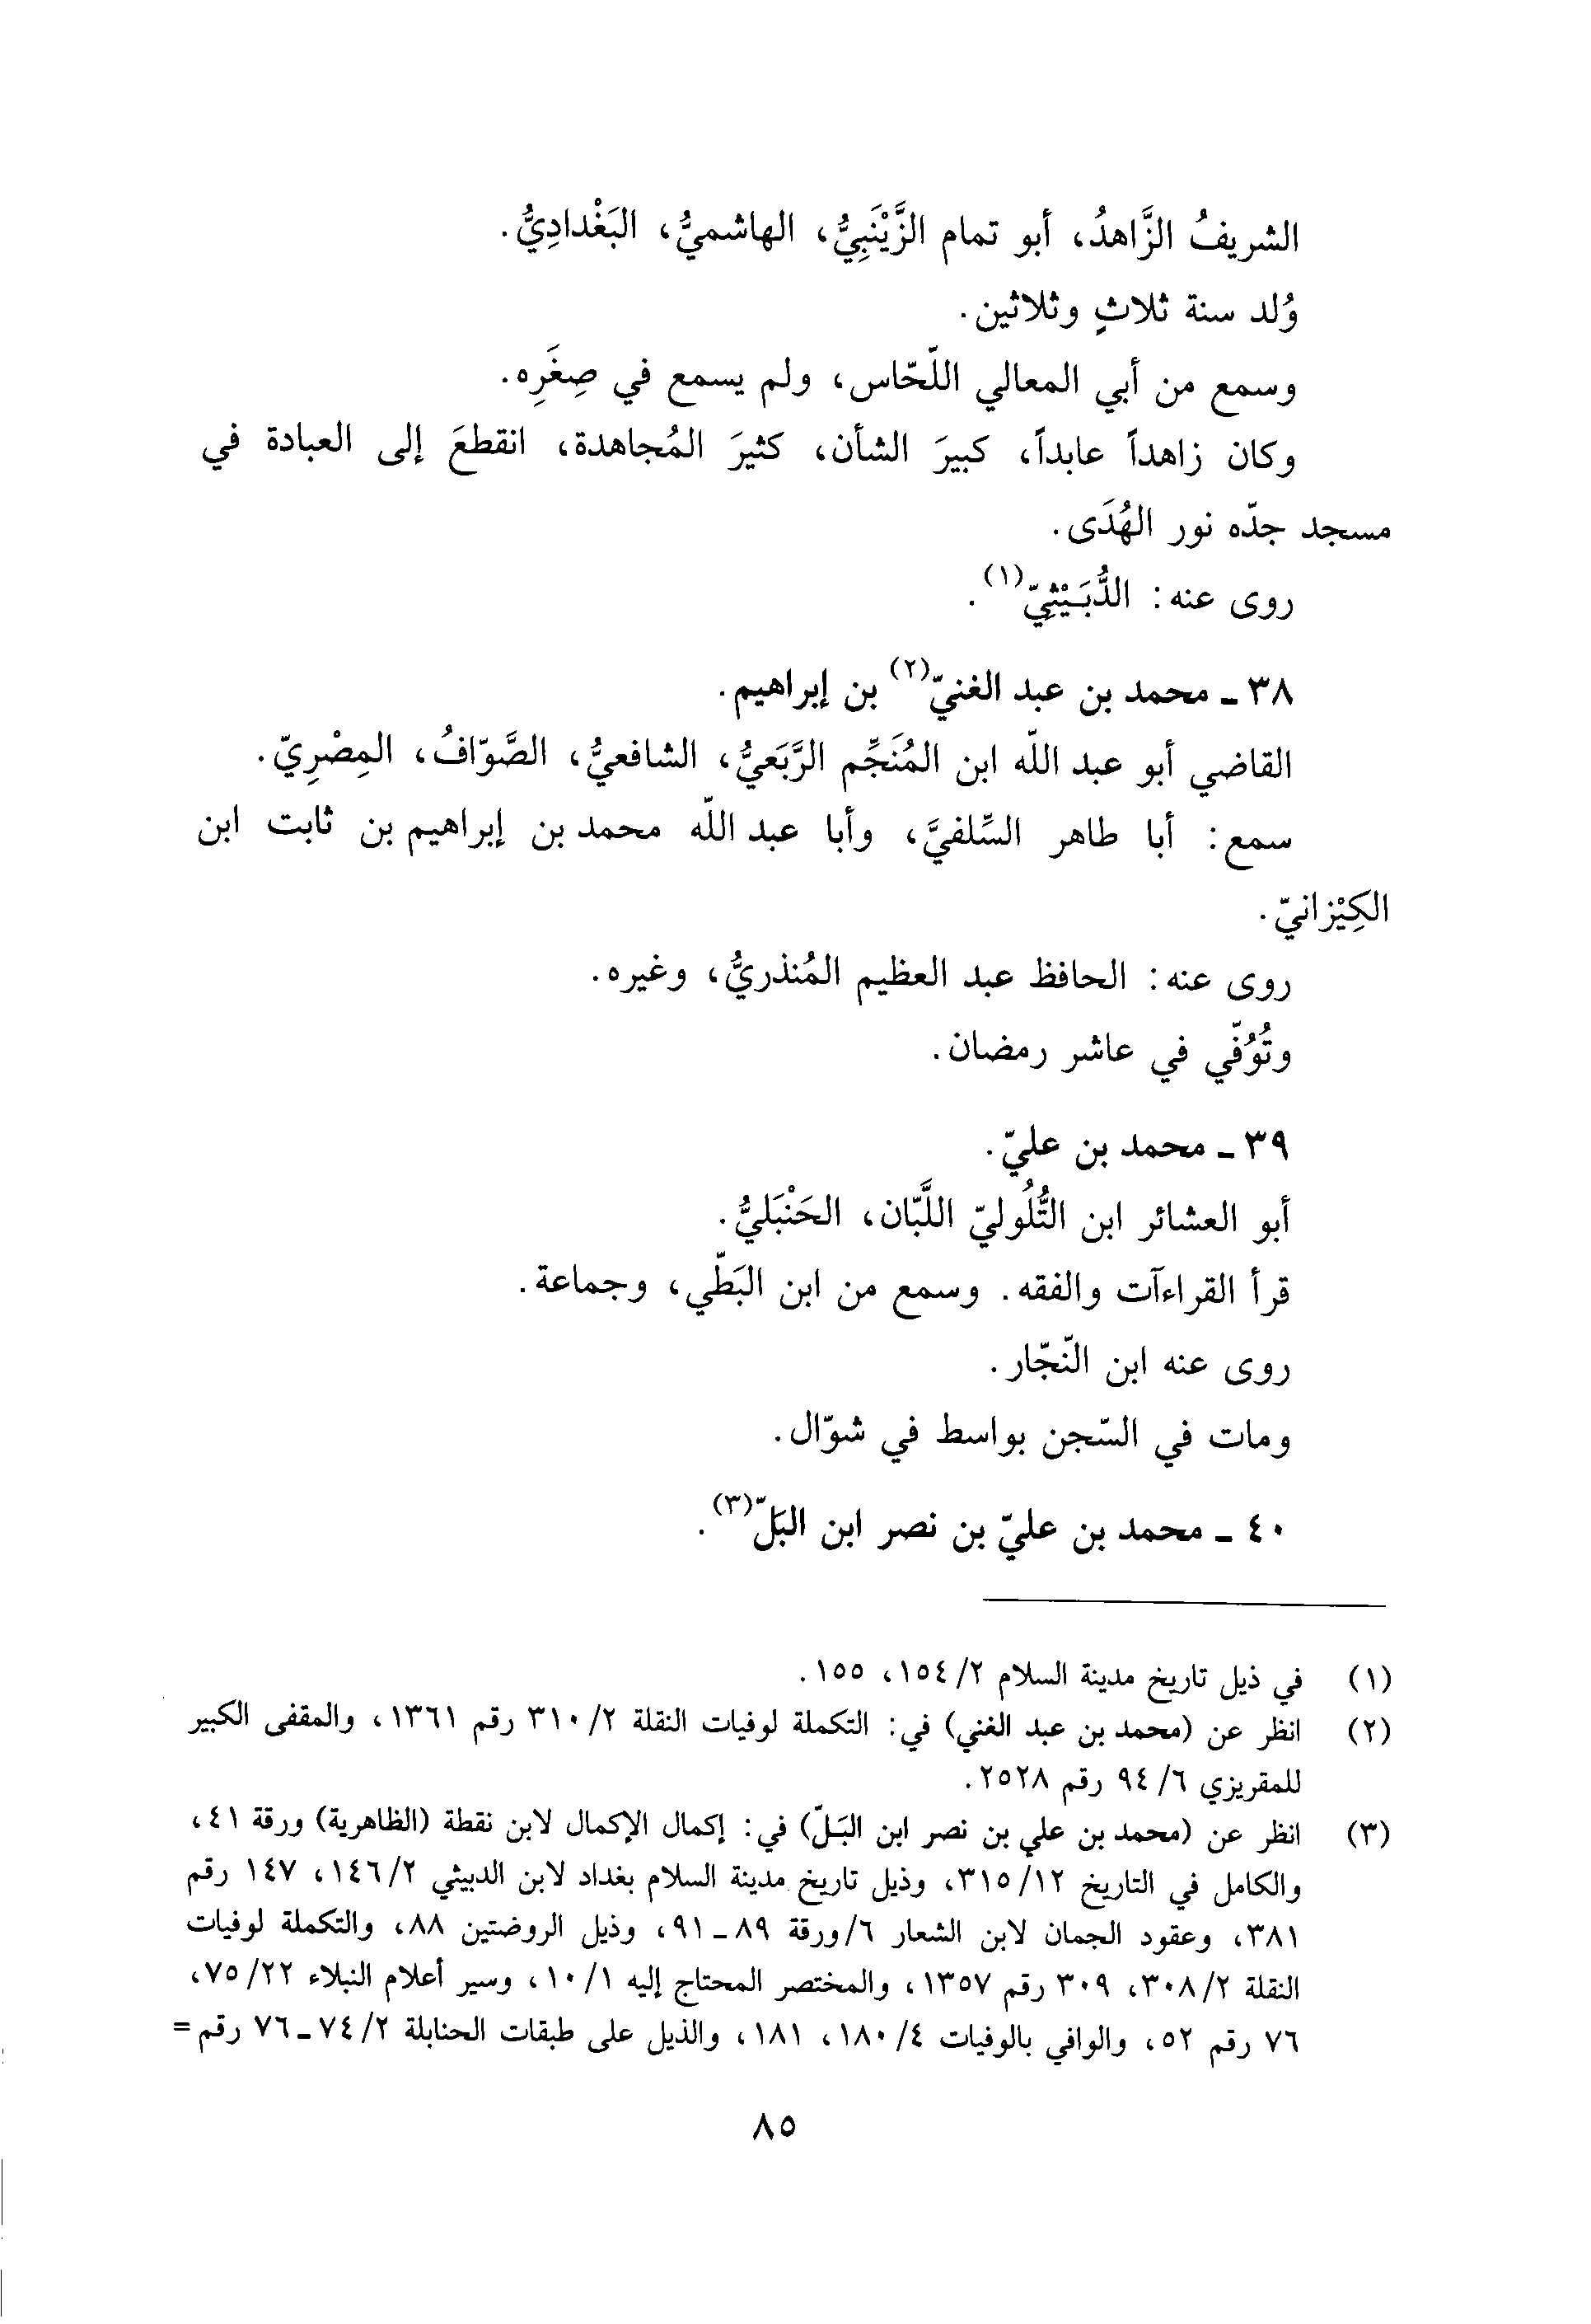 الشريفُ الزَّاهدُ، أبو تمام الزَّيْنَبِيُّ، الهاشميُّ، البَغْدادِيُّ.
وُلد سنة ثلاثٍ وثلاثين.
وسمع من أبي المعالي اللّحّاس، ولم يسمع في صِغَرِه.
وكان زاهداً عابداً، كبيرَ الشأن، كثيرَ المُجاهدة، انقطعَ إلى العبادة في
مسجد جدّه نور الهُدَى.
روى عنه: الدُّبَيْثِيّ(١).
٣٨ ـ محمد بن عبد الغنيّ(٢) بن إبراهيم.
القاضي أبو عبد اللّه ابن المُنَجِّم الرَّبَعيُّ، الشافعيُّ، الصَّوّافُ، المِصْرِيّ.
سمع: أبا طاهر السِّلفيَّ، وأبا عبد اللّه محمد بن إبراهيم بن ثابت ابن
الكِيْزانيّ.
روى عنه: الحافظ عبد العظيم المُنذريُّ، وغيره.
وتُوُفّي في عاشر رمضان.
٣٩ ـ محمد بن عليّ.
أبو العشائر ابن التُّلُوليّ اللَّبّان، الحَنْبَليُّ.
قرأ القراءآت والفقه. وسمع من ابن البَطّي، وجماعة.
روى عنه ابن النّجّار.
ومات في السّجن بواسط في شوّال.
٤٠ ـ محمد بن عليّ بن نصر ابن البَلّ(٣).
(١) في ذيل تاريخ مدينة السلام ٢/ ١٥٤، ١٥٥.
(٢) انظر عن (محمد بن عبد الغني) في: التكملة لوفيات النقلة ٢/ ٣١٠ رقم ١٣٦١، والمقفى الكبير
للمقريزي ٦/ ٩٤ رقم ٢٥٢٨.
(٣) انظر عن (محمد بن علي بن نصر ابن البَلّ) في: إكمال الإكمال لابن نقطة (الظاهرية) ورقة ٤١،
والكامل في التاريخ ١٢/ ٣١٥، وذيل تاريخ مدينة السلام بغداد لابن الدبيثي ٢/ ١٤٦، ١٤٧ رقم
٣٨١، وعقود الجمان لابن الشعار ٦/ورقة ٨٩ـ٩١، وذيل الروضتين ٨٨، والتكملة لوفيات
النقلة ٢/ ٣٠٨، ٣٠٩ رقم ١٣٥٧، والمختصر المحتاج إليه ١/ ١٠، وسير أعلام النبلاء ٢٢/ ٧٥،
٧٦ رقم ٥٢، والوافي بالوفيات ٤/ ١٨٠، ١٨١، والذيل على طبقات الحنابلة ٢/ ٧٤ـ٧٦ رقم =
٨٥